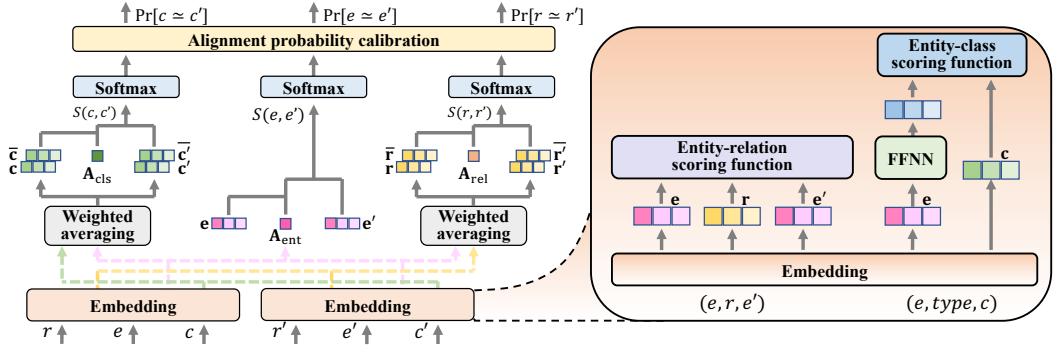 Pr[c ≃ c′]
Pr[e ≃ e′]
Pr[r ≃ r′]
Alignment probability calibration
Softmax
Softmax
Softmax
S(c, c′)
S(e, e′)
S(r, r′)
c̅
c
A_cls
c̅′
c′
r̅
r
A_rel
r̅′
r′
Weighted
averaging
e
A_ent
e′
Weighted
averaging
Embedding
Embedding
r
e
c
r′
e′
c′
Entity-class
scoring function
Entity-relation
scoring function
FFNN
c
e
r
e′
e
Embedding
(e, r, e′)
(e, type, c)